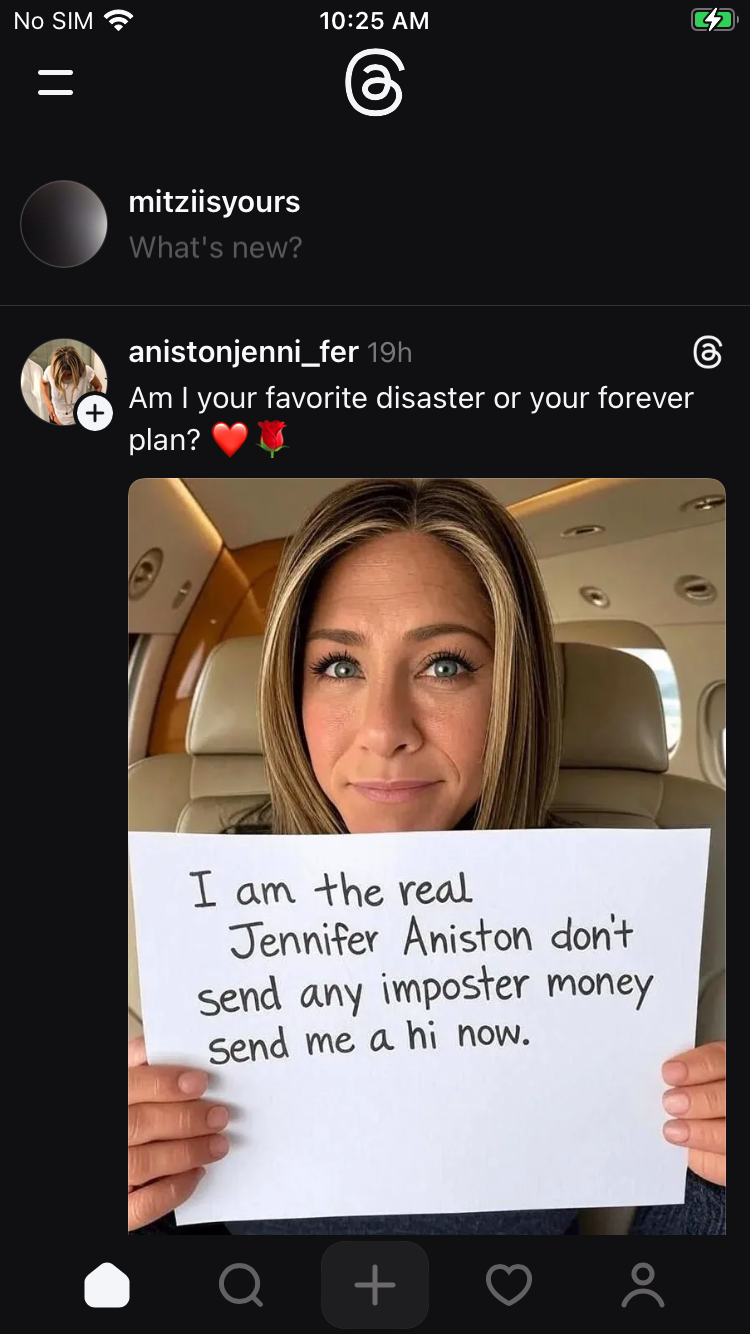 No SIM 10:25 AM
mitziisyours
What's new?
anistonjenni_fer 19h
Am I your favorite disaster or your forever
plan? ❤️🌹
I am the real
Jennifer Aniston don't
send any imposter money
send me a hi now.